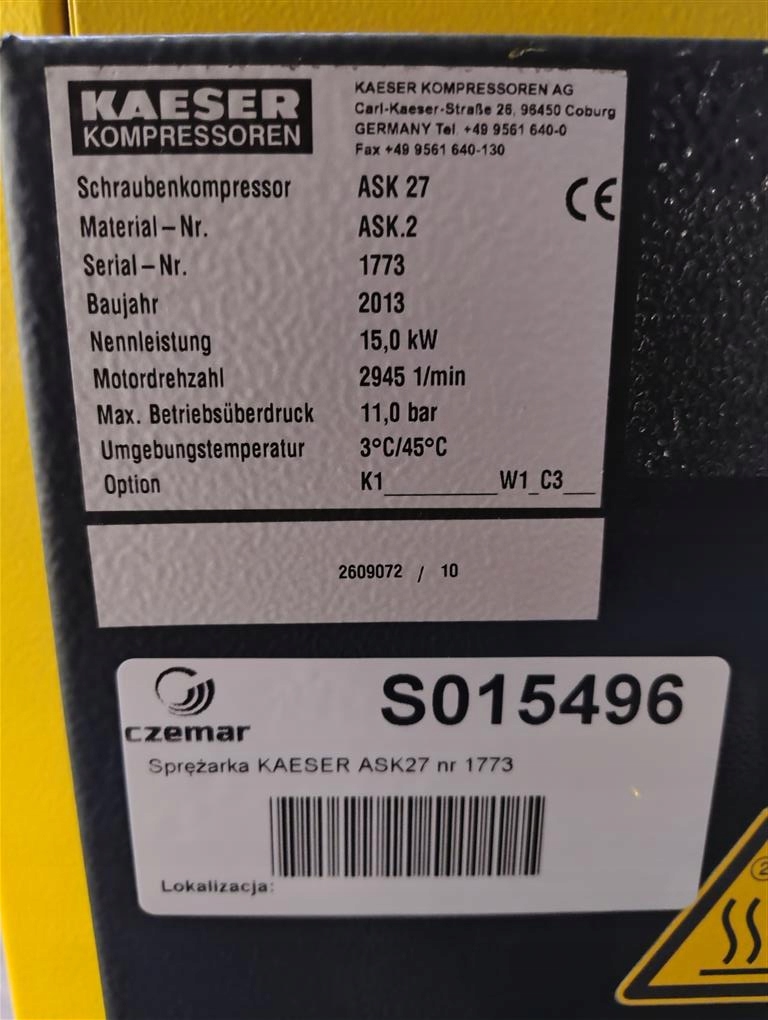 KAESER
KOMPRESSOREN
KAESER KOMPRESSOREN AG
Carl-Kaeser-Straße 26, 96450 Coburg
GERMANY Tel. +49 9561 640-0
Fax +49 9561 640-130
Schraubenkompressor ASK 27 CE
Material-Nr. ASK.2
Serial-Nr. 1773
Baujahr 2013
Nennleistung 15,0 kW
Motordrehzahl 2945 1/min
Max. Betriebsüberdruck 11,0 bar
Umgebungstemperatur 3°C/45°C
Option K1__________W1_C3___
2609072 / 10
czemar
S015496
Sprężarka KAESER ASK27 nr 1773
Lokalizacja:
2